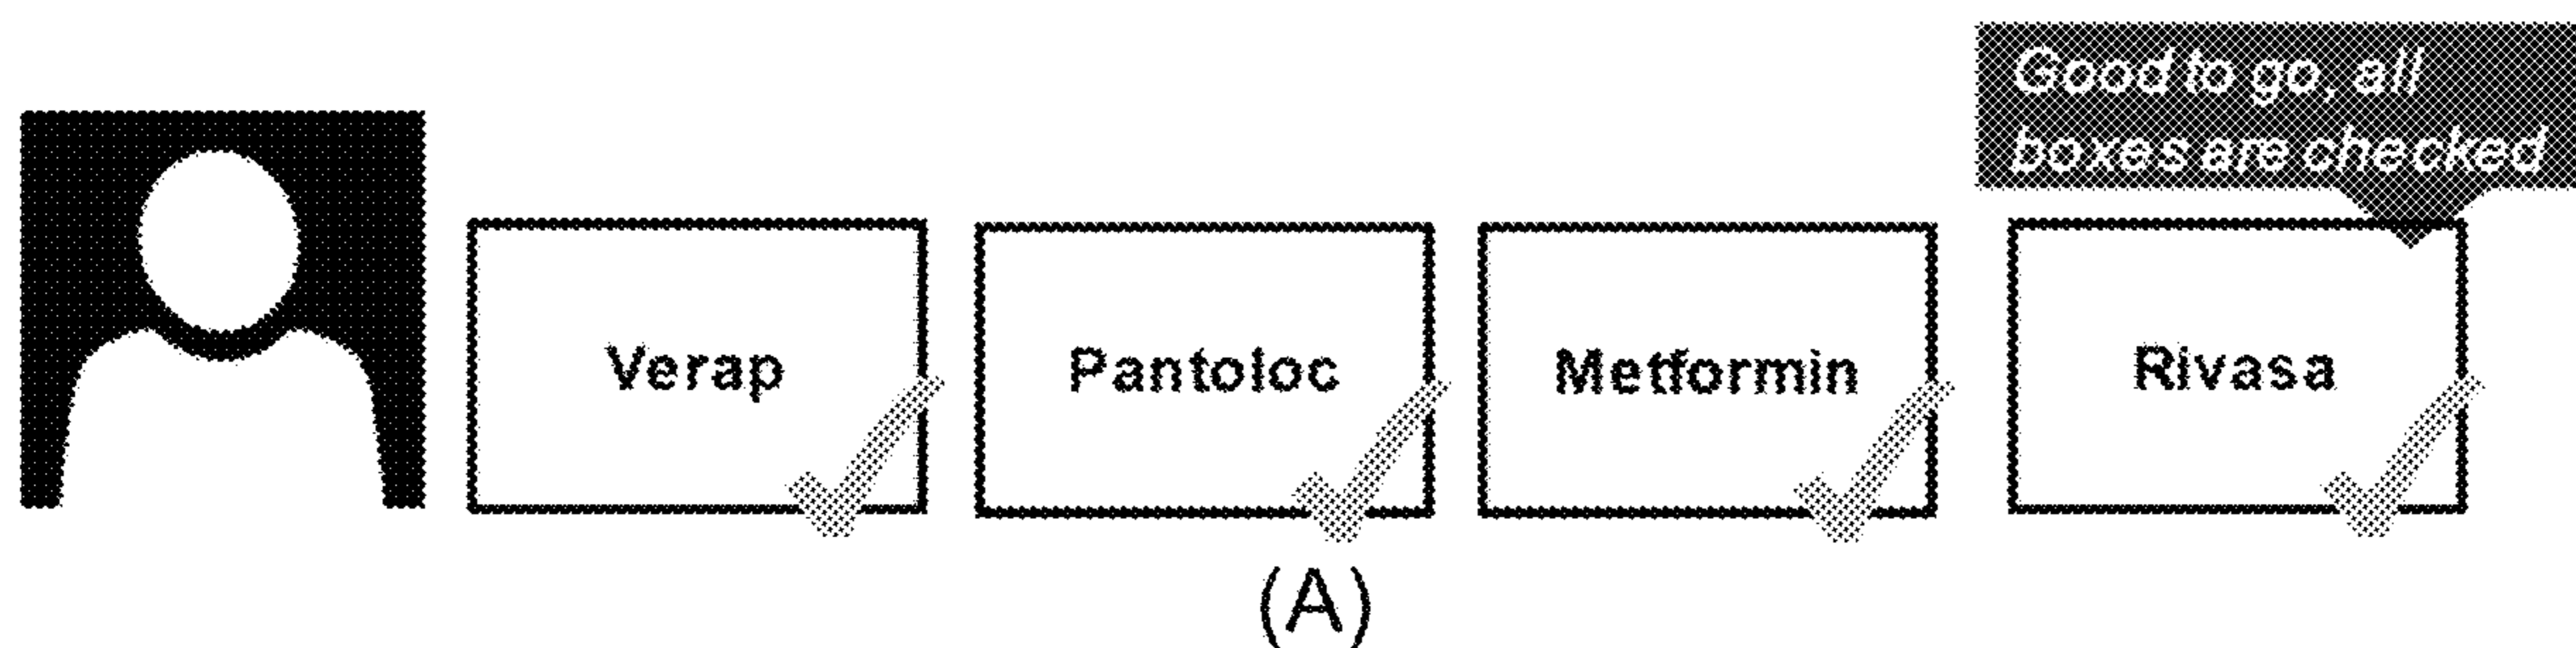 Good to go, all
boxes are checked
Verap
Pantoloc
Metformin
Rivasa
(A)